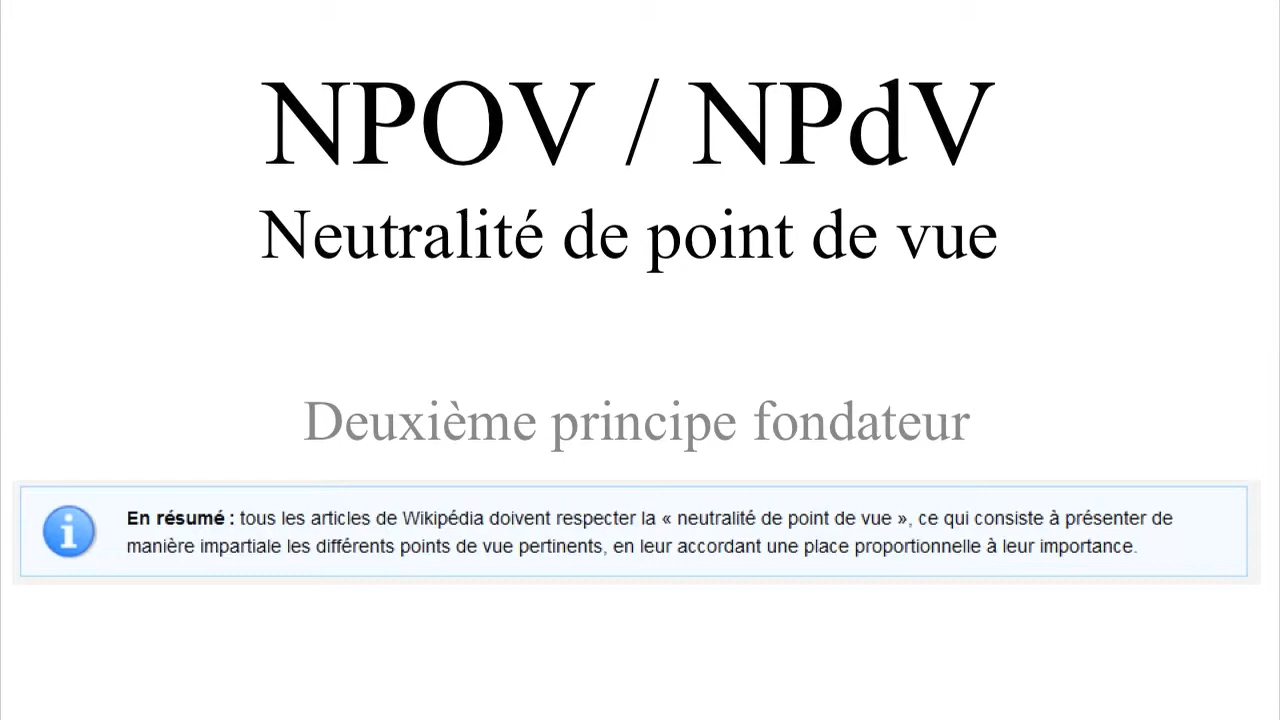 NPOV / NPdV
Neutralité de point de vue
Deuxième principe fondateur
En résumé : tous les articles de Wikipédia doivent respecter la « neutralité de point de vue », ce qui consiste à présenter de
manière impartiale les différents points de vue pertinents, en leur accordant une place proportionnelle à leur importance.